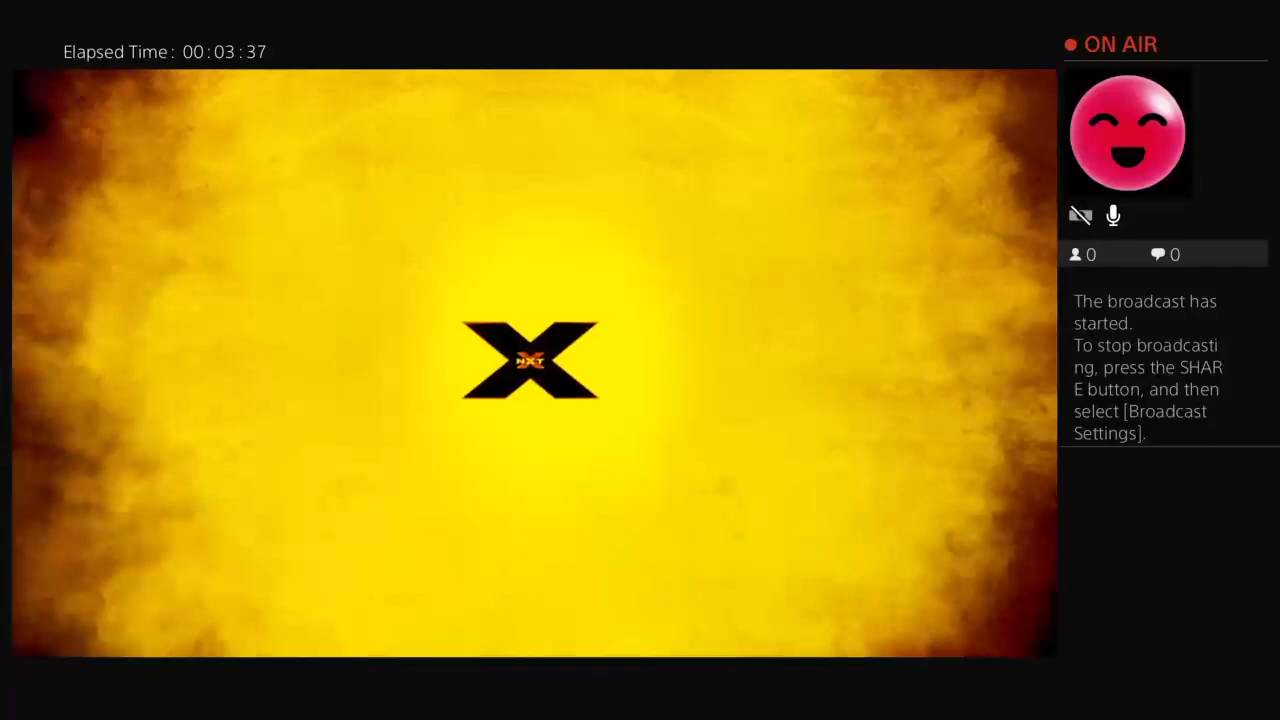 Elapsed Time: 00:03:37
ON AIR
NXT
0 0
The broadcast has
started.
To stop broadcasti
ng, press the SHAR
E button, and then
select [Broadcast
Settings].